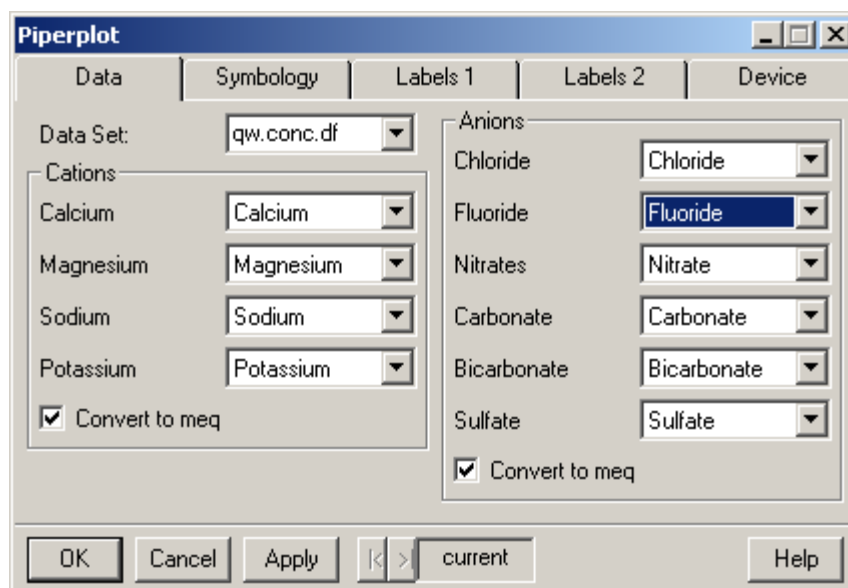 Piperplot
Data Symbology Labels 1 Labels 2 Device
Data Set: qw.conc.df
Cations
Calcium Calcium
Magnesium Magnesium
Sodium Sodium
Potassium Potassium
Convert to meq
Anions
Chloride Chloride
Fluoride Fluoride
Nitrates Nitrate
Carbonate Carbonate
Bicarbonate Bicarbonate
Sulfate Sulfate
Convert to meq
OK Cancel Apply current Help